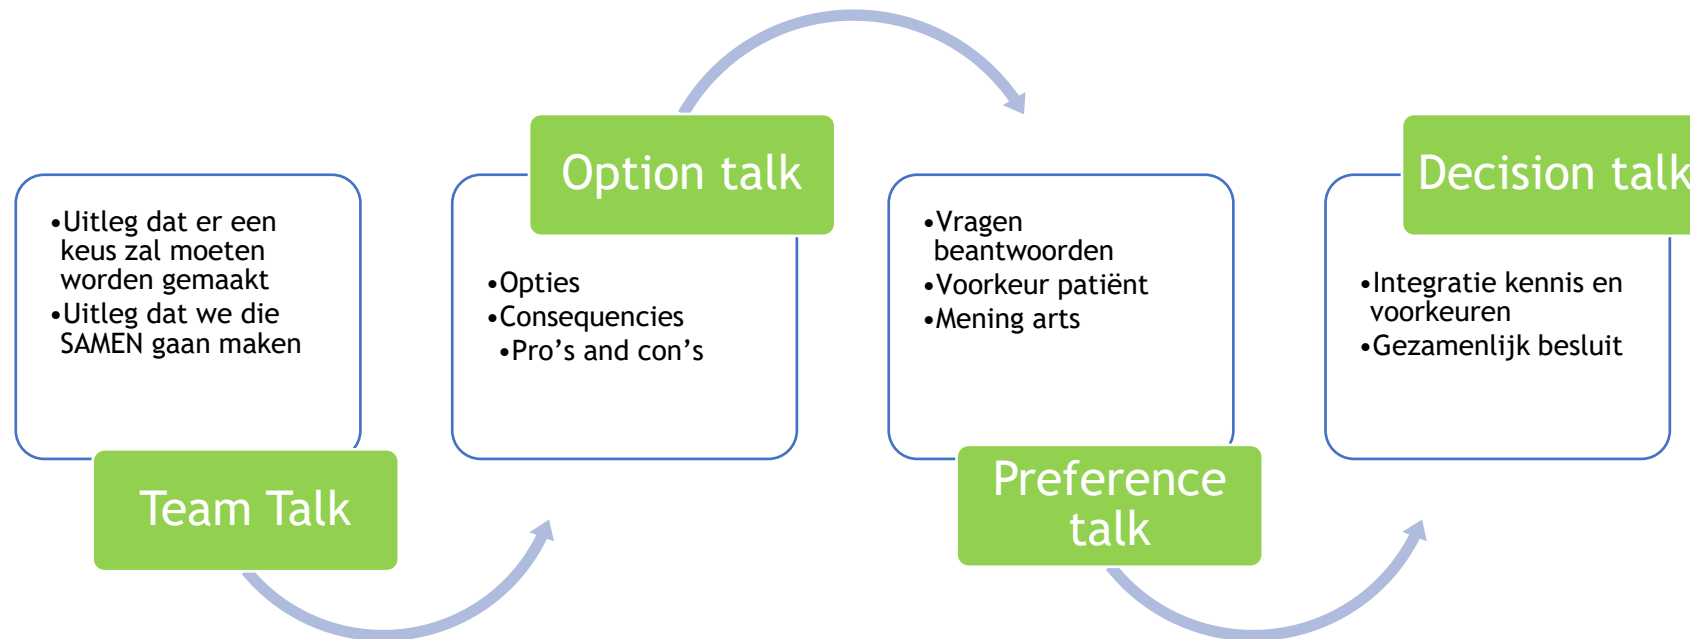 Team Talk
•Uitleg dat er een
keus zal moeten
worden gemaakt
•Uitleg dat we die
SAMEN gaan maken
Option talk
•Opties
•Consequencies
•Pro’s and con’s
Preference
talk
•Vragen
beantwoorden
•Voorkeur patiënt
•Mening arts
Decision talk
•Integratie kennis en
voorkeuren
•Gezamenlijk besluit